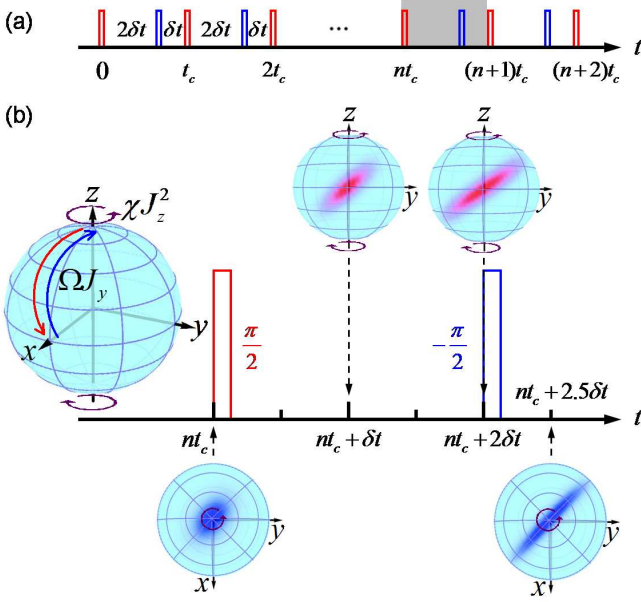 (a)
2δt δt 2δt δt ... t
0 t_c 2t_c nt_c (n+1)t_c (n+2)t_c
(b)
z z
y y
z χJ_z^2
ΩJ_y
x y
π/2 -π/2
nt_c + 2.5δt
t
nt_c nt_c + δt nt_c + 2δt
y y
x x